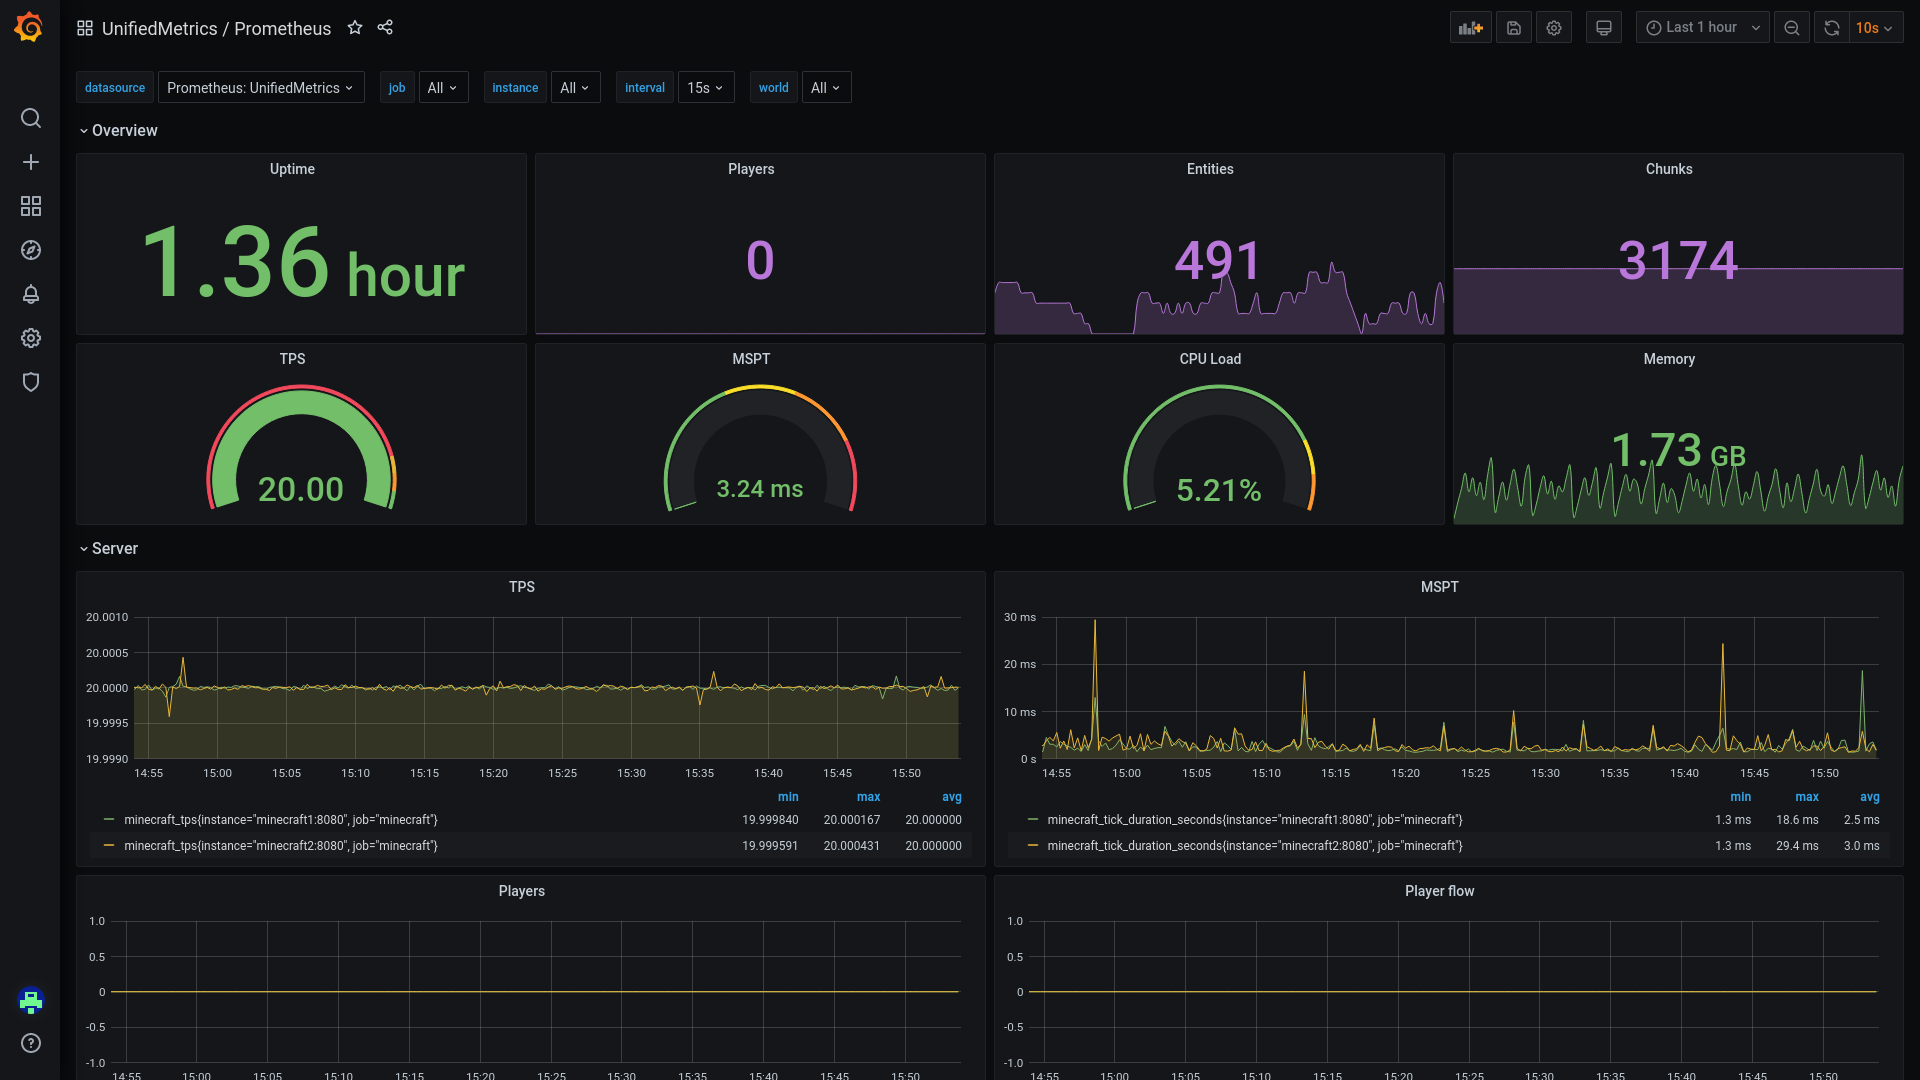 UnifiedMetrics / Prometheus
Last 1 hour
10s
datasource Prometheus: UnifiedMetrics job All instance All interval 15s world All
Overview
Uptime
1.36 hour
Players
0
Entities
491
Chunks
3174
TPS
20.00
MSPT
3.24 ms
CPU Load
5.21%
Memory
1.73 GB
Server
TPS
20.0010
20.0005
20.0000
19.9995
19.9990
14:55 15:00 15:05 15:10 15:15 15:20 15:25 15:30 15:35 15:40 15:45 15:50
min max avg
minecraft_tps{instance="minecraft1:8080", job="minecraft"} 19.999840 20.000167 20.000000
minecraft_tps{instance="minecraft2:8080", job="minecraft"} 19.999591 20.000431 20.000000
MSPT
30 ms
20 ms
10 ms
0 s
14:55 15:00 15:05 15:10 15:15 15:20 15:25 15:30 15:35 15:40 15:45 15:50
min max avg
minecraft_tick_duration_seconds{instance="minecraft1:8080", job="minecraft"} 1.3 ms 18.6 ms 2.5 ms
minecraft_tick_duration_seconds{instance="minecraft2:8080", job="minecraft"} 1.3 ms 29.4 ms 3.0 ms
Players
1.0
0.5
0
-0.5
-1.0
14:55 15:00 15:05 15:10 15:15 15:20 15:25 15:30 15:35 15:40 15:45 15:50
Player flow
1.0
0.5
0
-0.5
-1.0
14:55 15:00 15:05 15:10 15:15 15:20 15:25 15:30 15:35 15:40 15:45 15:50